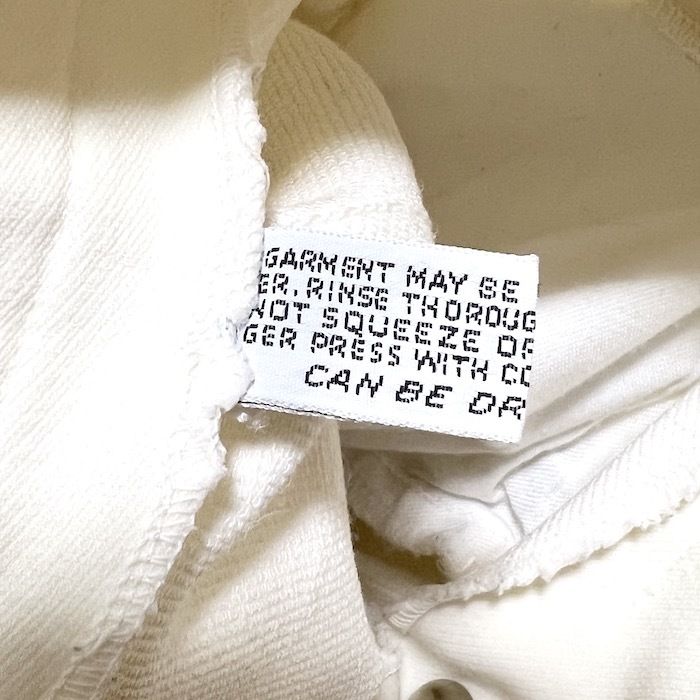 GARMENT MAY BE
ER, RINSE THOROUG
NOT SQUEEZE OR
GER PRESS WITH CO
CAN BE DR